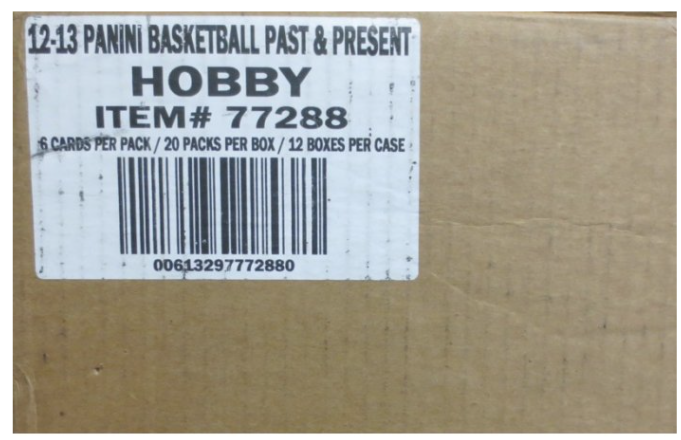 12-13 PANINI BASKETBALL PAST & PRESENT
HOBBY
ITEM# 77288
6 CARDS PER PACK / 20 PACKS PER BOX / 12 BOXES PER CASE
00613297772880